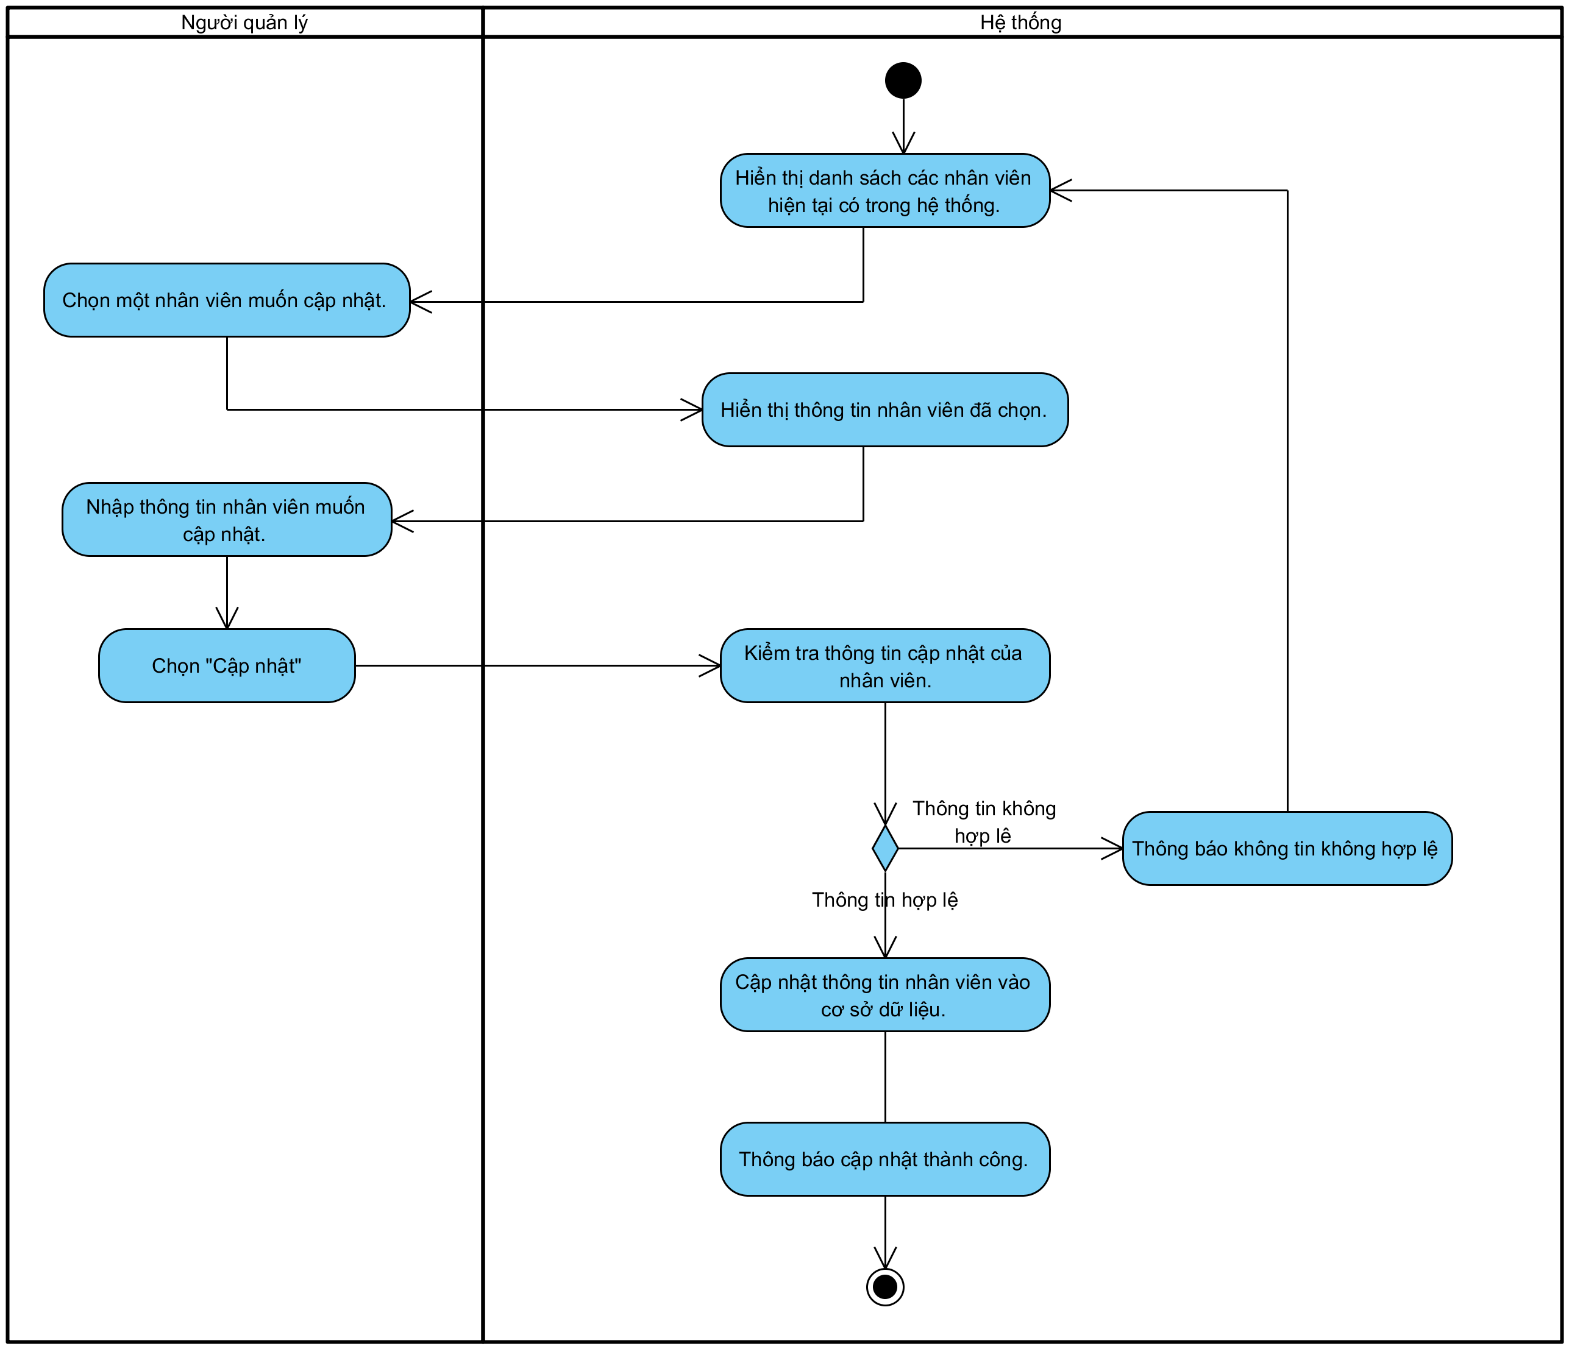 Người quản lý
Hệ thống
Hiển thị danh sách các nhân viên
hiện tại có trong hệ thống.
Chọn một nhân viên muốn cập nhật.
Hiển thị thông tin nhân viên đã chọn.
Nhập thông tin nhân viên muốn
cập nhật.
Chọn "Cập nhật"
Kiểm tra thông tin cập nhật của
nhân viên.
Thông tin không
hợp lê
Thông báo không tin không hợp lệ
Thông tin hợp lệ
Cập nhật thông tin nhân viên vào
cơ sở dữ liệu.
Thông báo cập nhật thành công.